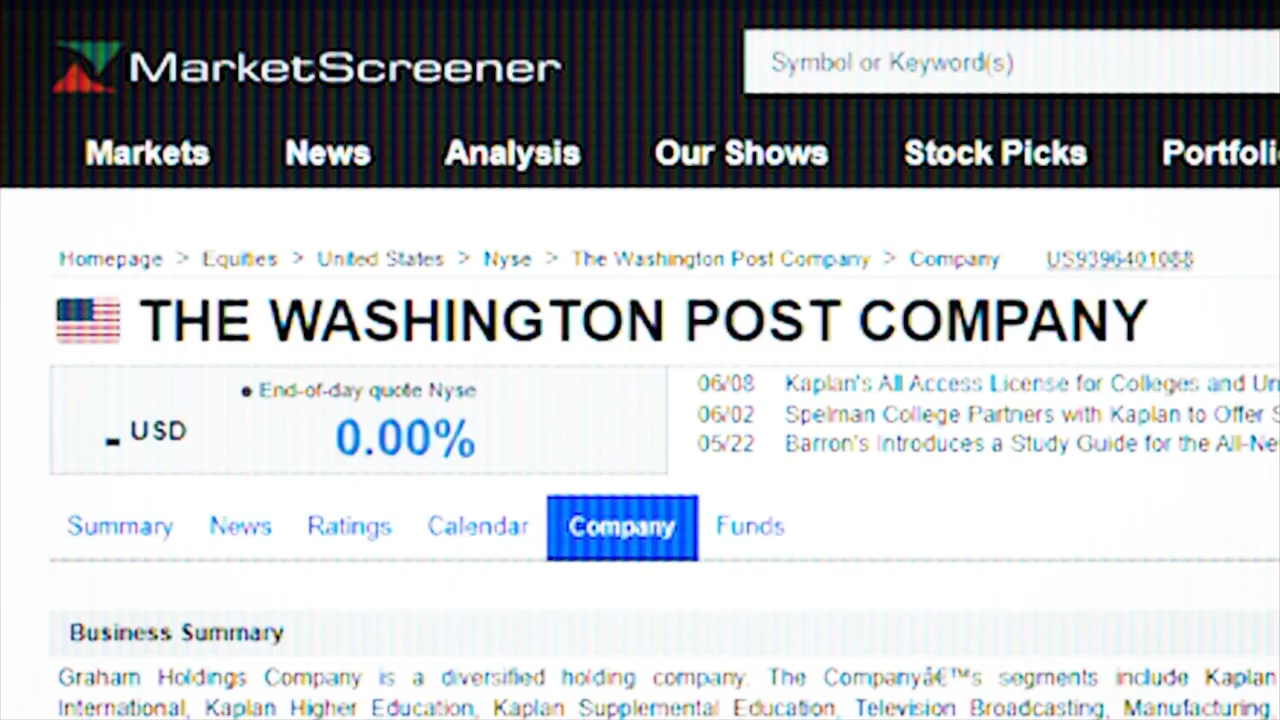 MarketScreener
Symbol or Keyword(s)
Markets News Analysis Our Shows Stock Picks Portfoli
Homepage > Equities > United States > Nyse > The Washington Post Company > Company US9396401088
THE WASHINGTON POST COMPANY
• End-of-day quote Nyse
- USD
0.00%
06/08 Kaplan's All Access License for Colleges and Un
06/02 Spelman College Partners with Kaplan to Offer S
05/22 Barron's Introduces a Study Guide for the All-Ne
Summary News Ratings Calendar Company Funds
Business Summary
Graham Holdings Company is a diversified holding company. The Companyâ€™s segments include Kaplan
International, Kaplan Higher Education, Kaplan Supplemental Education, Television Broadcasting, Manufacturing